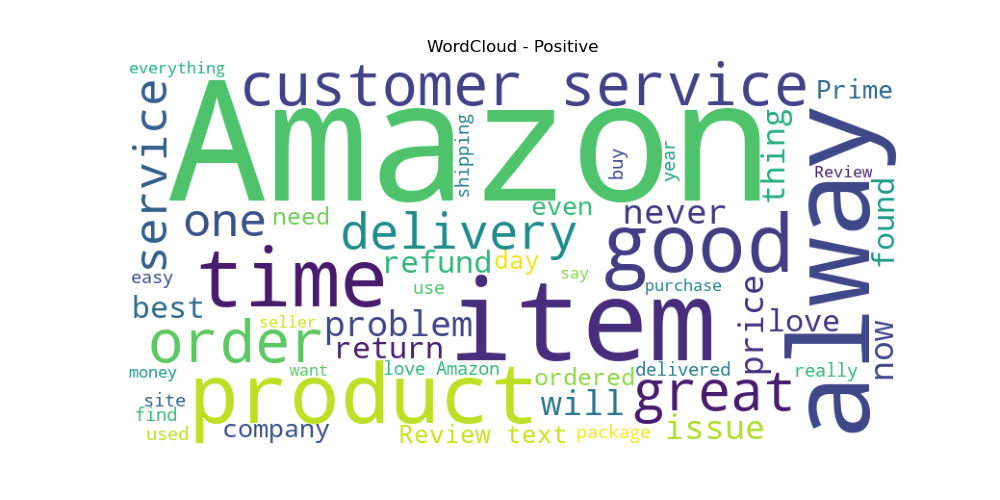 WordCloud - Positive
everything
customer service
Prime
Amazon
service
shipping
buy
year
thing
alway
Review
found
one
need
even
never
delivery
good
time
refund
day
item
say
easy
use
purchase
best
seller
problem
price
love
order
return
now
money
want
love Amazon
product
ordered
delivered
really
great
site
will
find
used
company
Review text
package
issue